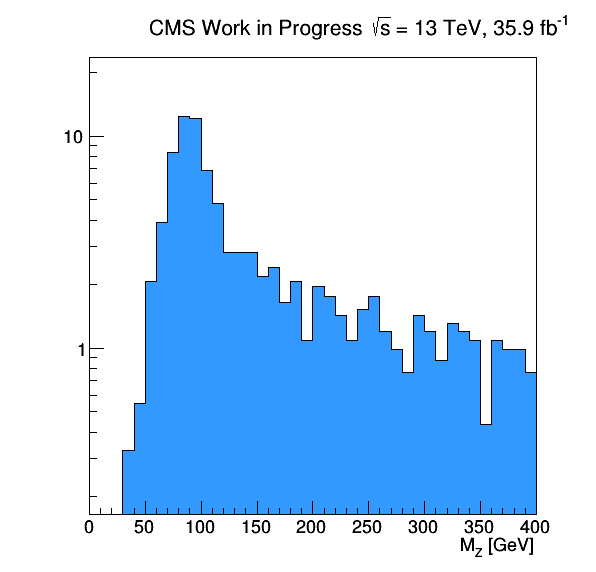 CMS Work in Progress √s = 13 TeV, 35.9 fb⁻¹
10
1
0 50 100 150 200 250 300 350 400
M_Z [GeV]